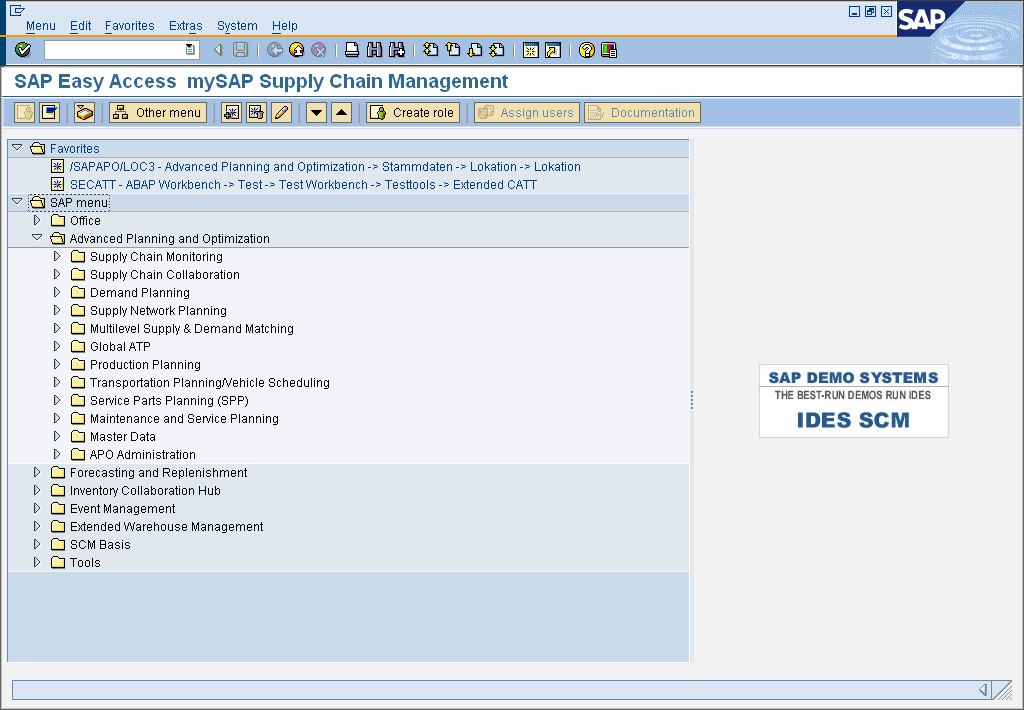 Menu Edit Favorites Extras System Help
SAP
SAP Easy Access mySAP Supply Chain Management
Other menu Create role Assign users Documentation
Favorites
/SAPAPO/LOC3 - Advanced Planning and Optimization -> Stammdaten -> Lokation -> Lokation
SECATT - ABAP Workbench -> Test -> Test Workbench -> Testtools -> Extended CATT
SAP menu
Office
Advanced Planning and Optimization
Supply Chain Monitoring
Supply Chain Collaboration
Demand Planning
Supply Network Planning
Multilevel Supply & Demand Matching
Global ATP
Production Planning
Transportation Planning/Vehicle Scheduling
Service Parts Planning (SPP)
Maintenance and Service Planning
Master Data
APO Administration
Forecasting and Replenishment
Inventory Collaboration Hub
Event Management
Extended Warehouse Management
SCM Basis
Tools
SAP DEMO SYSTEMS
THE BEST-RUN DEMOS RUN IDES
IDES SCM